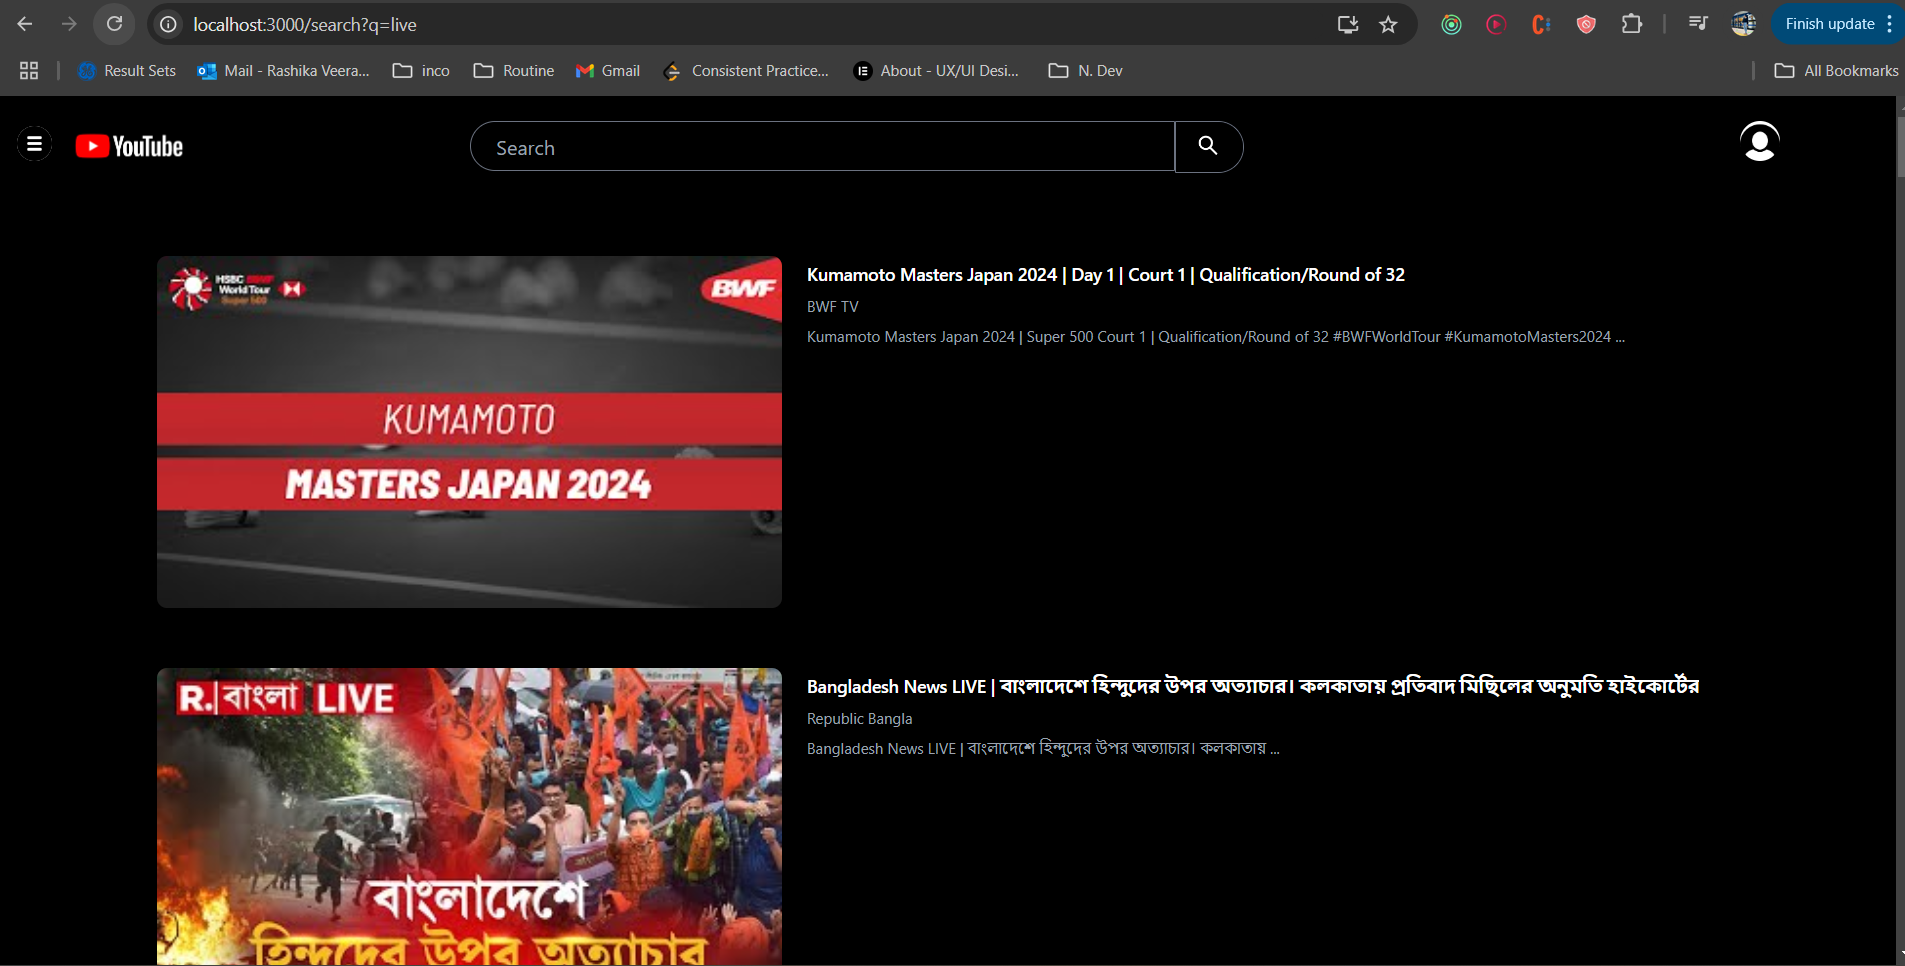 localhost:3000/search?q=live
Finish update
Result Sets
Mail - Rashika Veera...
inco
Routine
Gmail
Consistent Practice...
About - UX/UI Desi...
N. Dev
All Bookmarks
YouTube
Search
HSBC BWF
World Tour
Super 500
BWF
KUMAMOTO
MASTERS JAPAN 2024
Kumamoto Masters Japan 2024 | Day 1 | Court 1 | Qualification/Round of 32
BWF TV
Kumamoto Masters Japan 2024 | Super 500 Court 1 | Qualification/Round of 32 #BWFWorldTour #KumamotoMasters2024 ...
R. বাংলা LIVE
বাংলাদেশে
হিন্দুদের উপর অত্যাচার
Bangladesh News LIVE | বাংলাদেশে হিন্দুদের উপর অত্যাচার। কলকাতায় প্রতিবাদ মিছিলের অনুমতি হাইকোর্টের
Republic Bangla
Bangladesh News LIVE | বাংলাদেশে হিন্দুদের উপর অত্যাচার। কলকাতায় ...